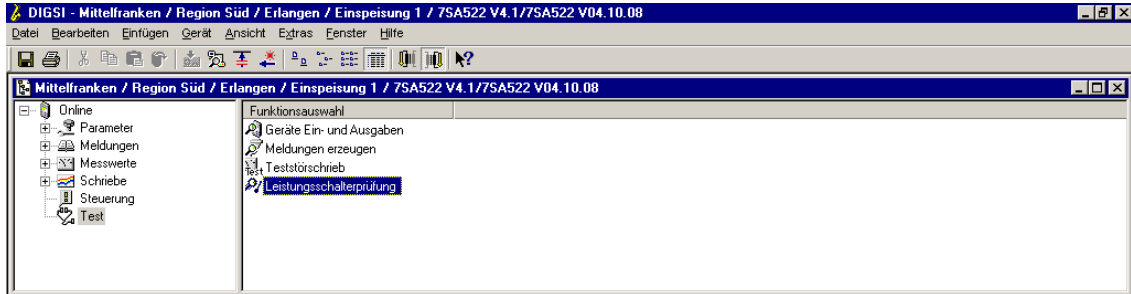 DIGSI - Mittelfranken / Region Süd / Erlangen / Einspeisung 1 / 7SA522 V4.1/7SA522 V04.10.08
Datei Bearbeiten Einfügen Gerät Ansicht Extras Fenster Hilfe
Mittelfranken / Region Süd / Erlangen / Einspeisung 1 / 7SA522 V4.1/7SA522 V04.10.08
Online
Parameter
Meldungen
Messwerte
Schriebe
Steuerung
Test
Funktionsauswahl
Geräte Ein- und Ausgaben
Meldungen erzeugen
Test Teststörschrieb
Leistungsschalterprüfung